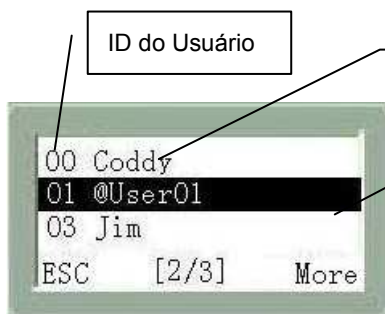 ID do Usuário
00 Coddy
01 @User01
03 Jim
ESC [2/3] More